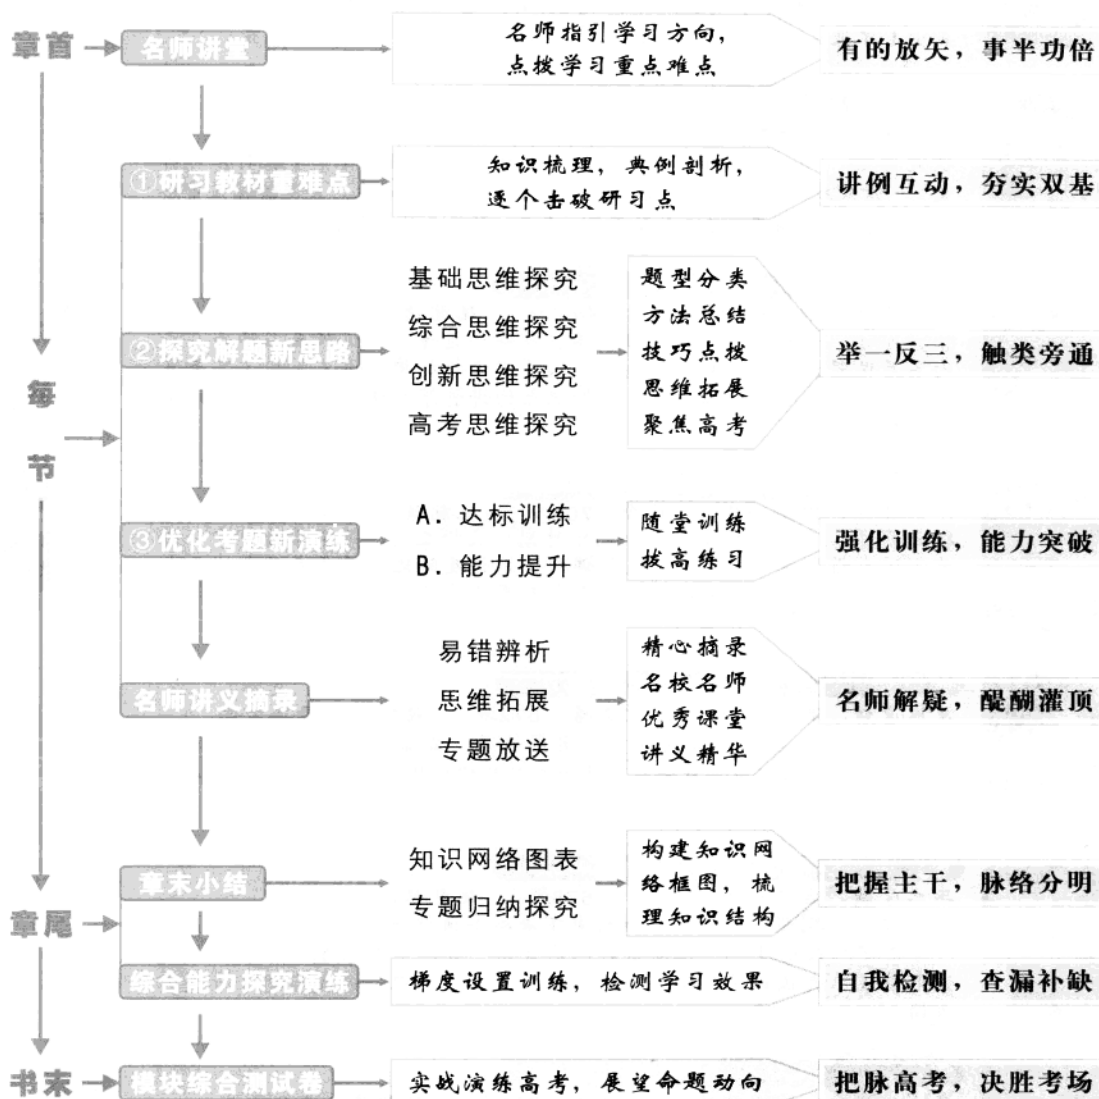 章首
名师讲堂
名师指引学习方向，
点拨学习重点难点
有的放矢，事半功倍
①研习教材重难点
知识梳理，典例剖析，
逐个击破研习点
讲例互动，夯实双基
每
节
②探究解题新思路
基础思维探究
综合思维探究
创新思维探究
高考思维探究
题型分类
方法总结
技巧点拨
思维拓展
聚焦高考
举一反三，触类旁通
③优化考题新演练
A. 达标训练
B. 能力提升
随堂训练
拔高练习
强化训练，能力突破
名师讲义摘录
易错辨析
思维拓展
专题放送
精心摘录
名校名师
优秀课堂
讲义精华
名师解疑，醍醐灌顶
章尾
章末小结
知识网络图表
专题归纳探究
构建知识网
络框图，梳
理知识结构
把握主干，脉络分明
综合能力探究演练
梯度设置训练，检测学习效果
自我检测，查漏补缺
书末
模块综合测试卷
实战演练高考，展望命题动向
把脉高考，决胜考场